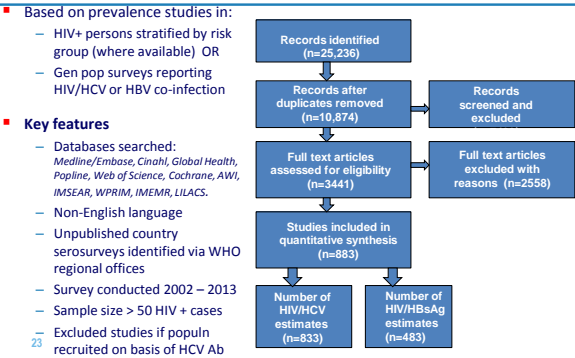 Based on prevalence studies in:
– HIV+ persons stratified by risk
group (where available)  OR
– Gen pop surveys reporting
HIV/HCV or HBV co-infection
Key features
– Databases searched:
Medline/Embase, Cinahl, Global Health,
Popline, Web of Science, Cochrane, AWI,
IMSEAR, WPRIM, IMEMR, LILACS.
– Non-English language
– Unpublished country
serosurveys identified via WHO
regional offices
– Survey conducted 2002 – 2013
– Sample size > 50 HIV + cases
– Excluded studies if populn
recruited on basis of HCV Ab
23
Records identified
(n=25,236)
Records after
duplicates removed
(n=10,874)
Records
screened and
excluded
Full text articles
assessed for eligibility
(n=3441)
Full text articles
excluded with
reasons  (n=2558)
Studies included in
quantitative synthesis
(n=883)
Number of
HIV/HCV
estimates
(n=833)
Number of
HIV/HBsAg
estimates
(n=483)